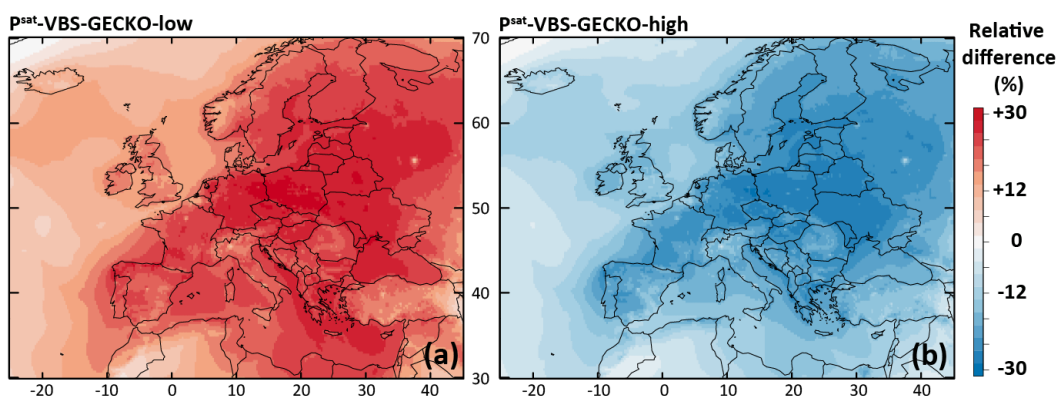 Pˢᵃᵗ-VBS-GECKO-low
Pˢᵃᵗ-VBS-GECKO-high
Relative
difference
(%)
70
60
50
40
30
(a)
(b)
+30
+12
0
-12
-30
-20 -10 0 10 20 30 40
-20 -10 0 10 20 30 40